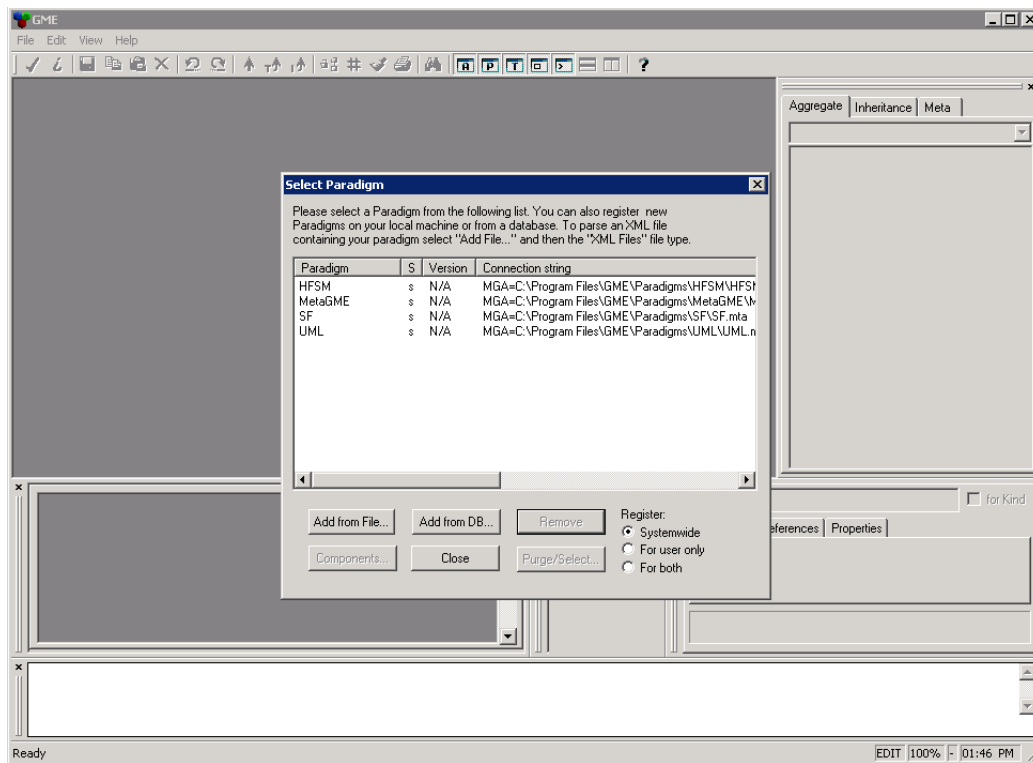 GME
File Edit View Help
Aggregate Inheritance Meta
Select Paradigm
Please select a Paradigm from the following list. You can also register new
Paradigms on your local machine or from a database. To parse an XML file
containing your paradigm select "Add File..." and then the "XML Files" file type.
Paradigm S Version Connection string
HFSM s N/A MGA=C:\Program Files\GME\Paradigms\HFSM\HFSM
MetaGME s N/A MGA=C:\Program Files\GME\Paradigms\MetaGME\M
SF s N/A MGA=C:\Program Files\GME\Paradigms\SF\SF.mta
UML s N/A MGA=C:\Program Files\GME\Paradigms\UML\UML.m
for Kind
Add from File... Add from DB... Remove
Register:
Systemwide
For user only
For both
Components... Close Purge/Select...
eferences Properties
Ready EDIT 100% - 01:46 PM